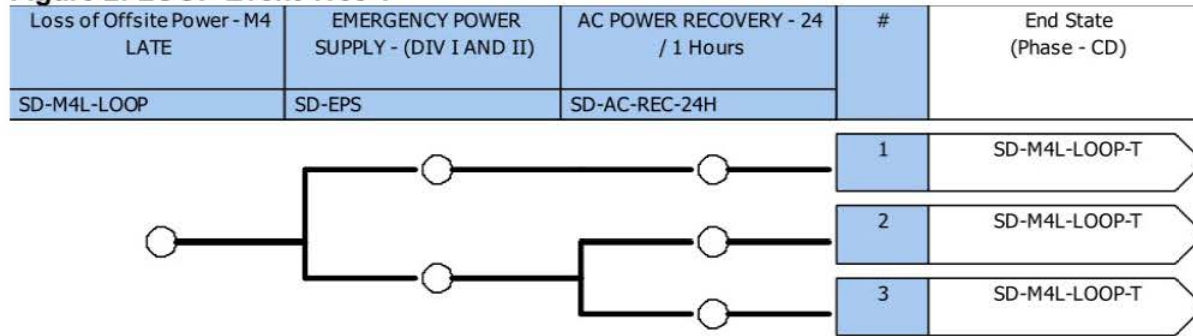 Loss of Offsite Power - M4
LATE
EMERGENCY POWER
SUPPLY - (DIV I AND II)
AC POWER RECOVERY - 24
/ 1 Hours
#
End State
(Phase - CD)
SD-M4L-LOOP
SD-EPS
SD-AC-REC-24H
1
SD-M4L-LOOP-T
2
SD-M4L-LOOP-T
3
SD-M4L-LOOP-T